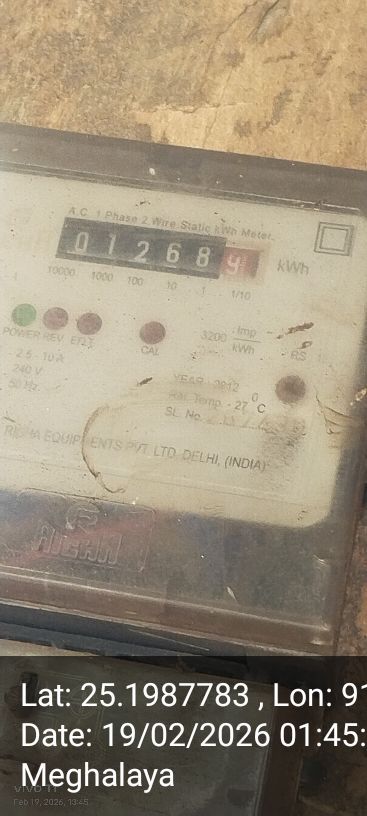 A.C. 1 Phase 2 Wire Static kWh Meter
0 1 2 6 8 9 kWh
10000 1000 100 10 1 1/10
POWER REV E/LT CAL 3200 Imp/kWh RS
2.5 - 10 A
240 V
50 Hz
YEAR 2012
Ref. Temp. - 27 °C
SL. No.
EQUIPMENTS PVT. LTD. DELHI, (INDIA)
Lat: 25.1987783 , Lon: 91
Date: 19/02/2026 01:45:
Meghalaya
vivo
Feb 19, 2026, 13:45